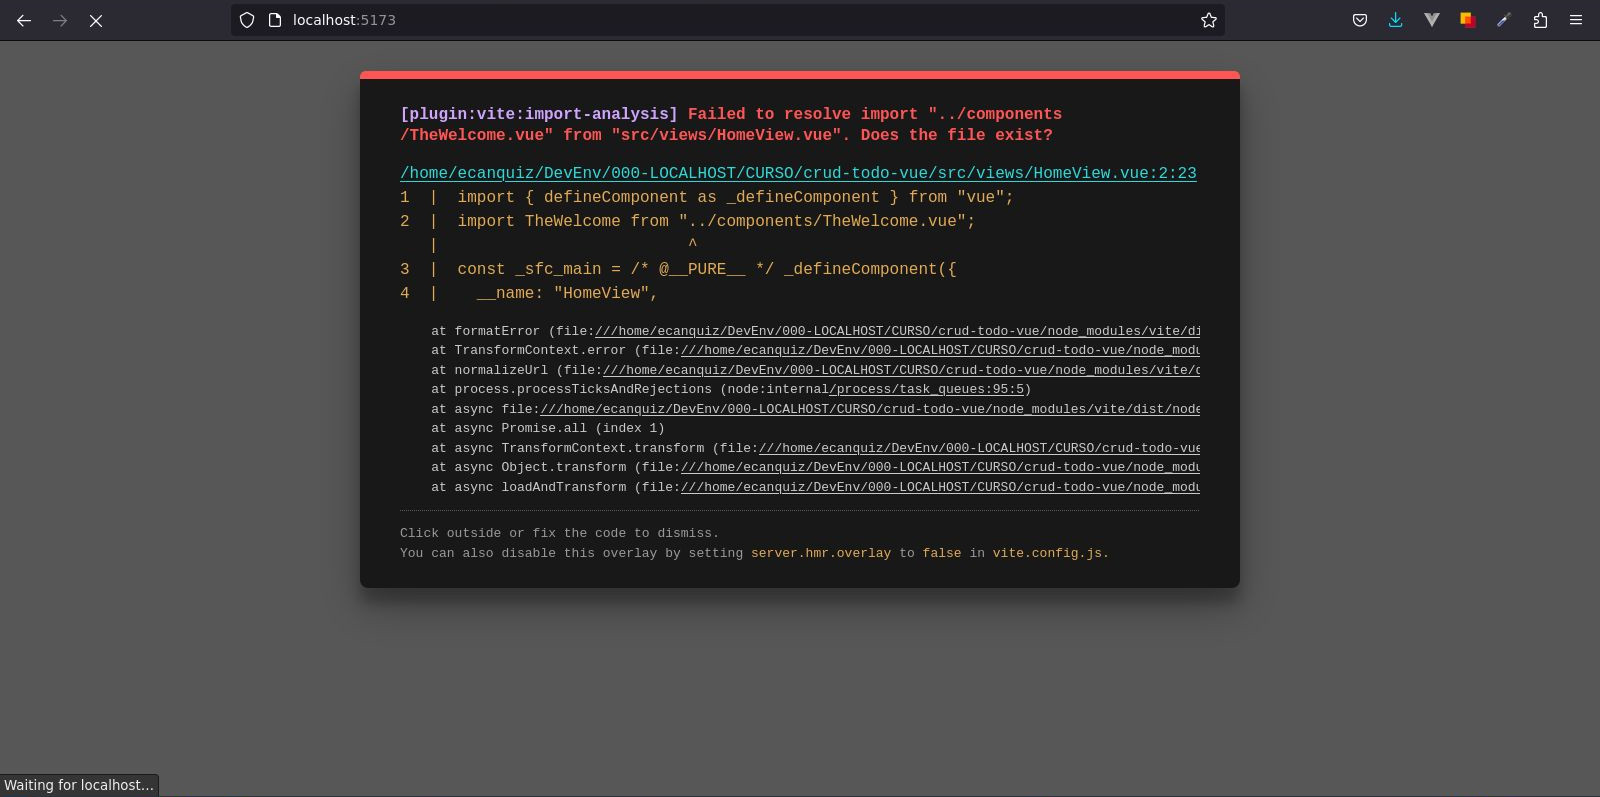 localhost:5173
[plugin:vite:import-analysis] Failed to resolve import "../components
/TheWelcome.vue" from "src/views/HomeView.vue". Does the file exist?
/home/ecanquiz/DevEnv/000-LOCALHOST/CURSO/crud-todo-vue/src/views/HomeView.vue:2:23
1  |  import { defineComponent as _defineComponent } from "vue";
2  |  import TheWelcome from "../components/TheWelcome.vue";
   |                          ^
3  |  const _sfc_main = /* @__PURE__ */ _defineComponent({
4  |    __name: "HomeView",
at formatError (file:///home/ecanquiz/DevEnv/000-LOCALHOST/CURSO/crud-todo-vue/node_modules/vite/di
at TransformContext.error (file:///home/ecanquiz/DevEnv/000-LOCALHOST/CURSO/crud-todo-vue/node_modu
at normalizeUrl (file:///home/ecanquiz/DevEnv/000-LOCALHOST/CURSO/crud-todo-vue/node_modules/vite/d
at process.processTicksAndRejections (node:internal/process/task_queues:95:5)
at async file:///home/ecanquiz/DevEnv/000-LOCALHOST/CURSO/crud-todo-vue/node_modules/vite/dist/node
at async Promise.all (index 1)
at async TransformContext.transform (file:///home/ecanquiz/DevEnv/000-LOCALHOST/CURSO/crud-todo-vue
at async Object.transform (file:///home/ecanquiz/DevEnv/000-LOCALHOST/CURSO/crud-todo-vue/node_modu
at async loadAndTransform (file:///home/ecanquiz/DevEnv/000-LOCALHOST/CURSO/crud-todo-vue/node_modu
Click outside or fix the code to dismiss.
You can also disable this overlay by setting server.hmr.overlay to false in vite.config.js.
Waiting for localhost...